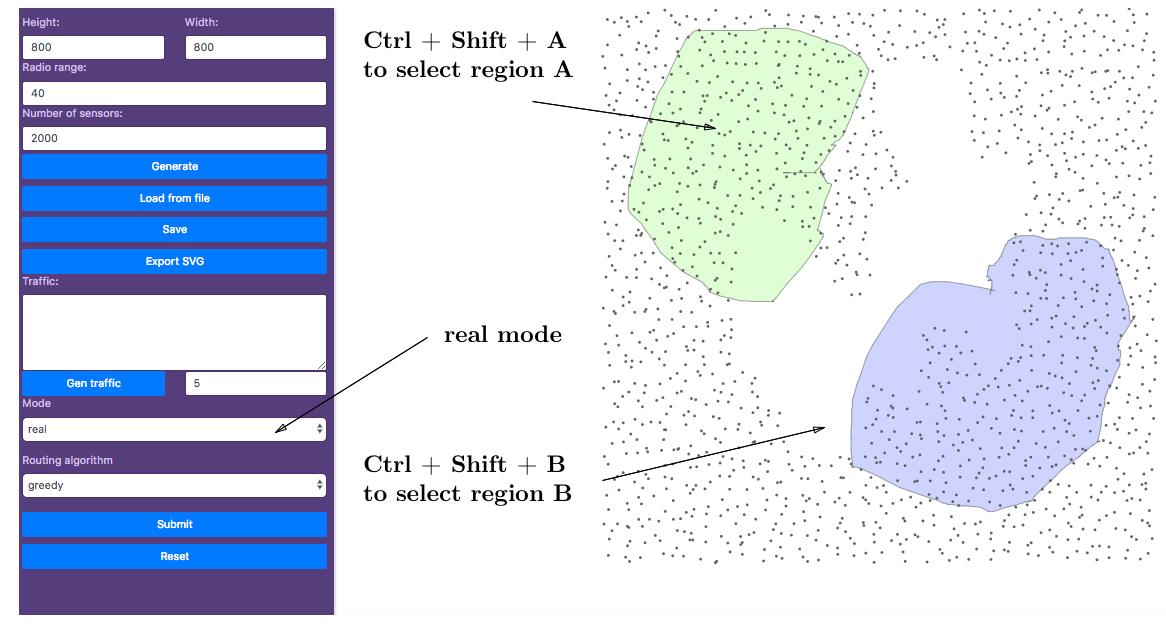 Height: Width:
800 800
Radio range:
40
Number of sensors:
2000
Generate
Load from file
Save
Export SVG
Traffic:
Gen traffic 5
Mode
real
Routing algorithm
greedy
Submit
Reset
Ctrl + Shift + A
to select region A
real mode
Ctrl + Shift + B
to select region B